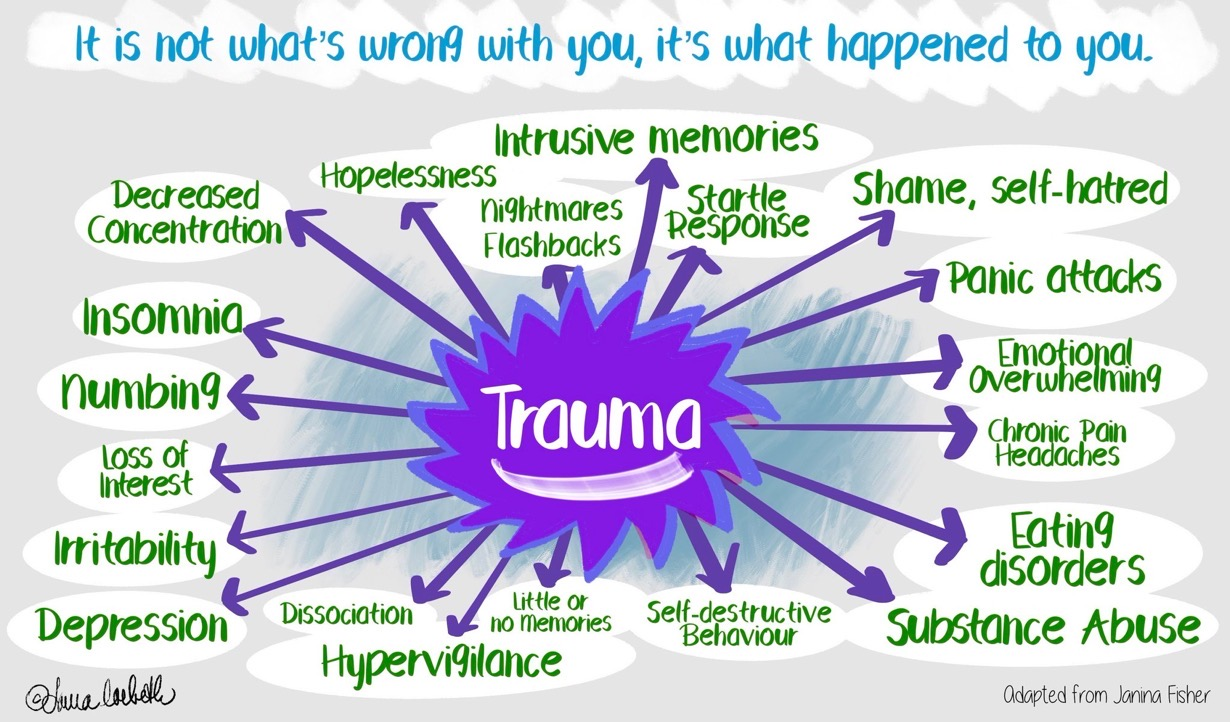 It is not what's wrong with you, it's what happened to you.
Intrusive memories
Hopelessness
Nightmares
Flashbacks
Startle
Response
Shame, self-hatred
Decreased
Concentration
Panic attacks
Insomnia
Emotional
Overwhelming
Numbing
Trauma
Chronic Pain
Headaches
Loss of
Interest
Irritability
Eating
disorders
Depression
Dissociation
Little or
no Memories
Self-destructive
Behaviour
Substance Abuse
Hypervigilance
Adapted from Janina Fisher